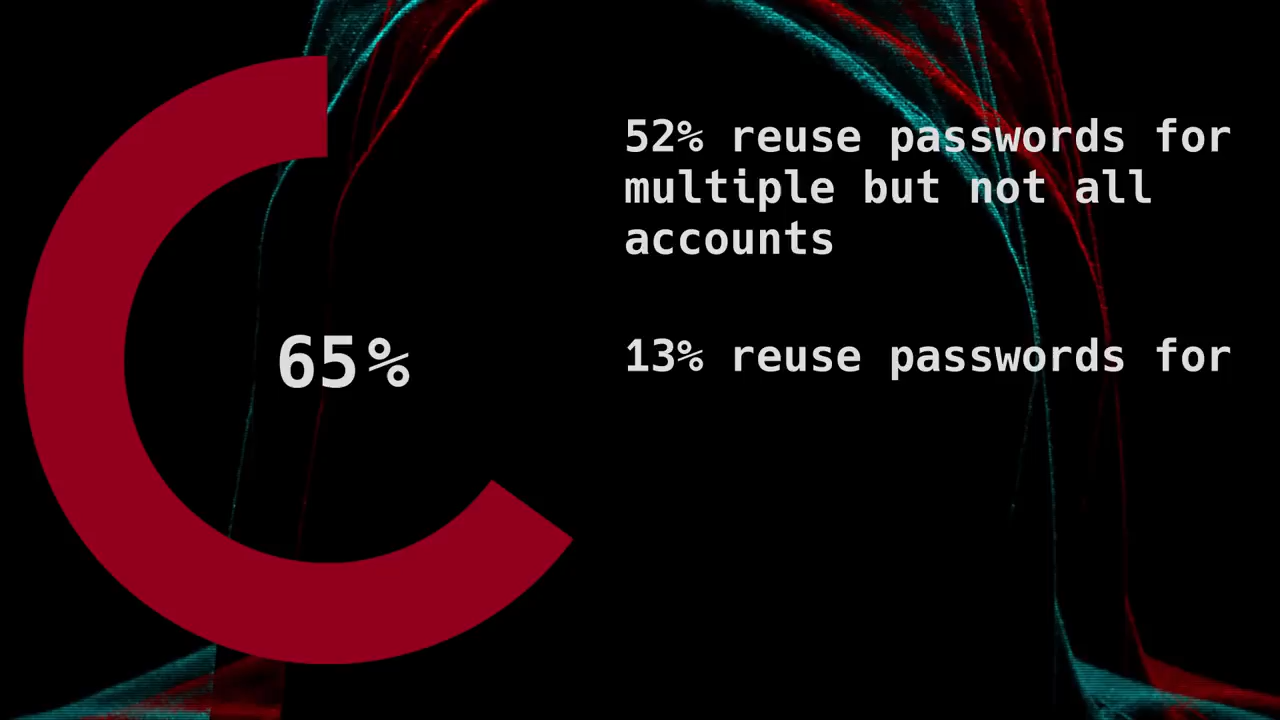 52% reuse passwords for
multiple but not all
accounts
65%
13% reuse passwords for